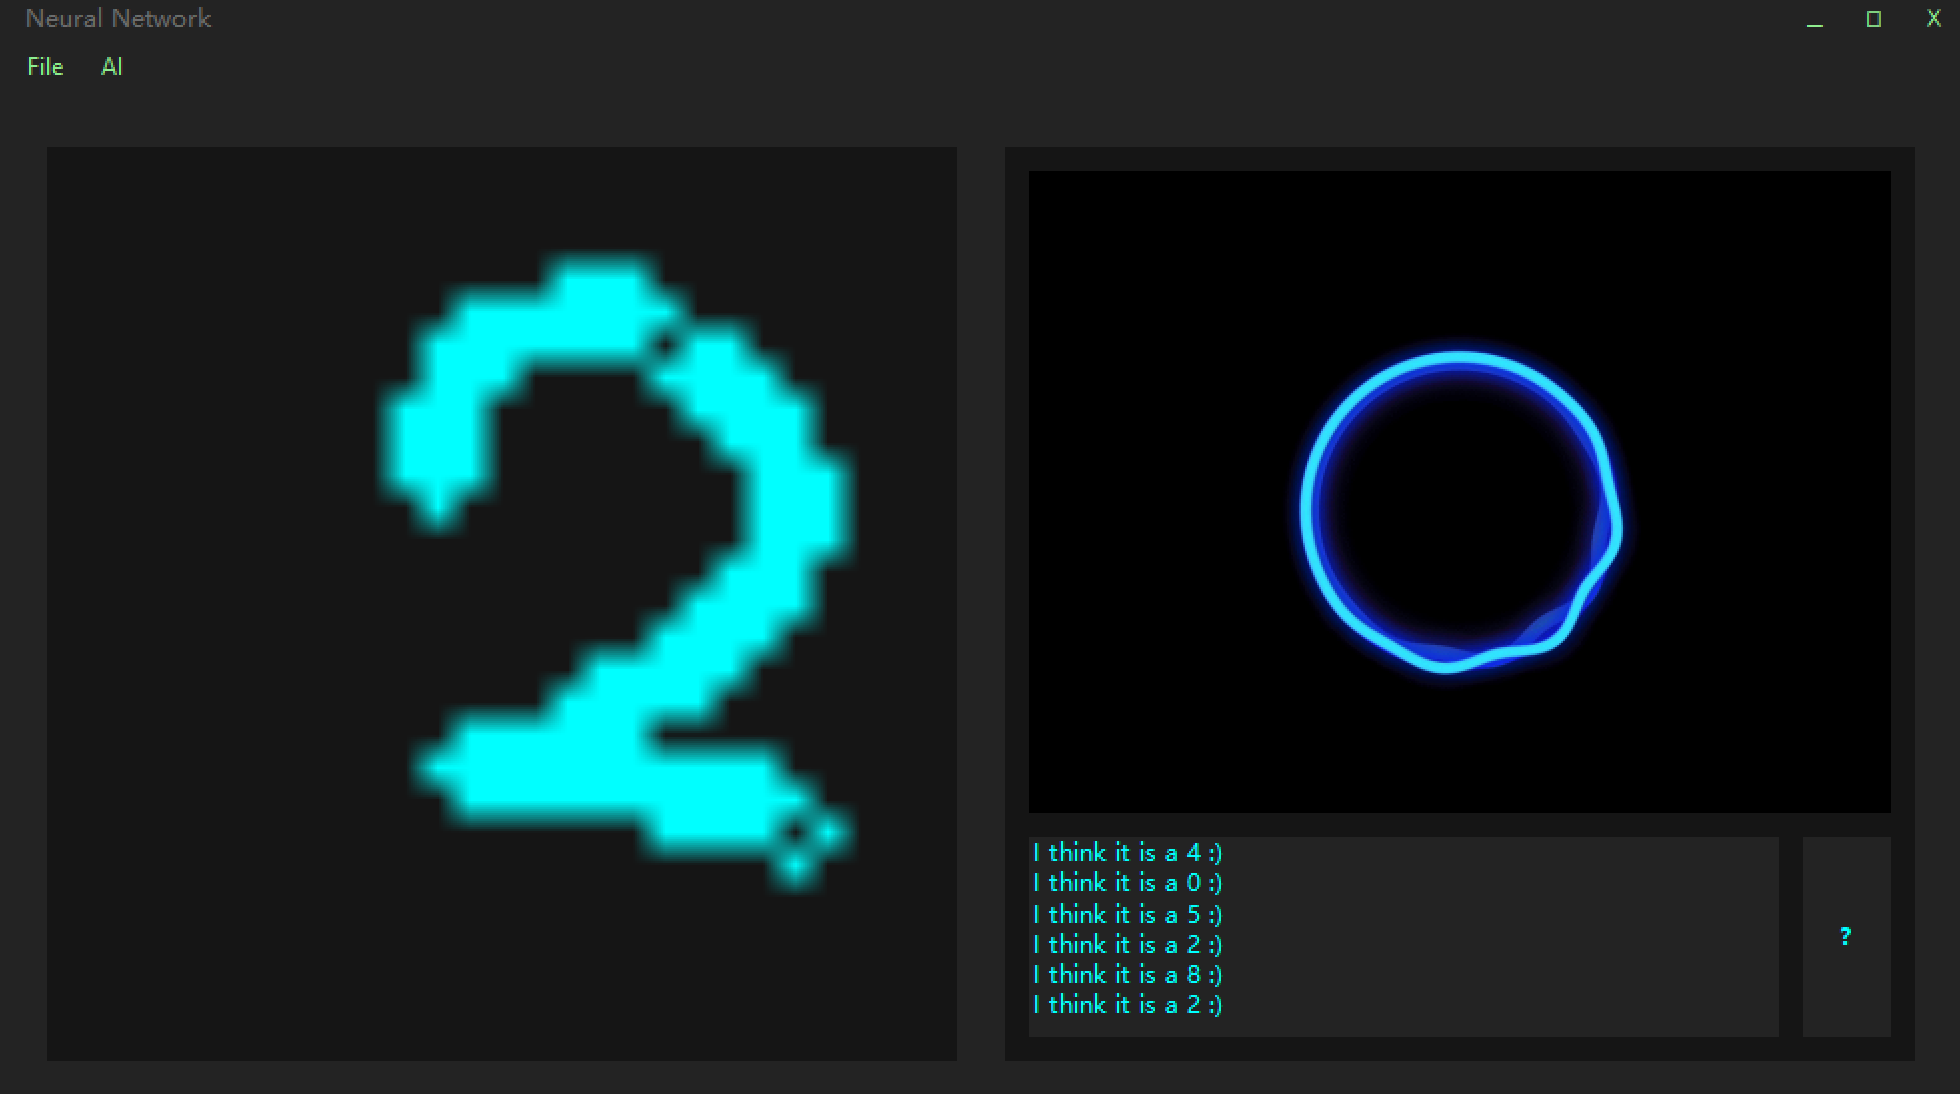 Neural Network
_ □ X
File AI
2
I think it is a 4 :)
I think it is a 0 :)
I think it is a 5 :)
I think it is a 2 :)
I think it is a 8 :)
I think it is a 2 :)
?